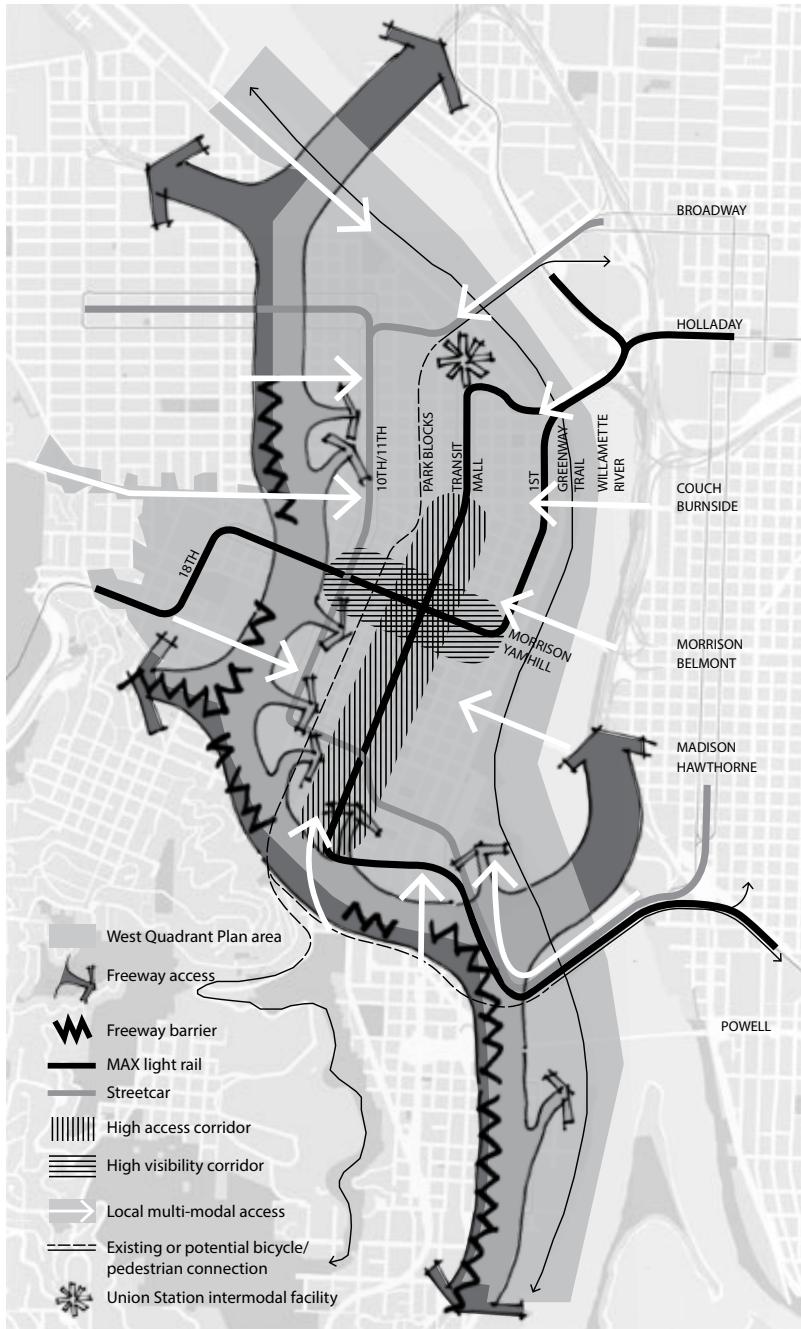 BROADWAY
HOLLADAY
10TH/11TH
PARK BLOCKS
TRANSIT
MALL
1ST
GREENWAY
TRAIL
WILLAMETTE
RIVER
COUCH
BURNSIDE
18TH
MORRISON
YAMHILL
MORRISON
BELMONT
MADISON
HAWTHORNE
POWELL
West Quadrant Plan area
Freeway access
Freeway barrier
MAX light rail
Streetcar
High access corridor
High visibility corridor
Local multi-modal access
Existing or potential bicycle/
pedestrian connection
Union Station intermodal facility